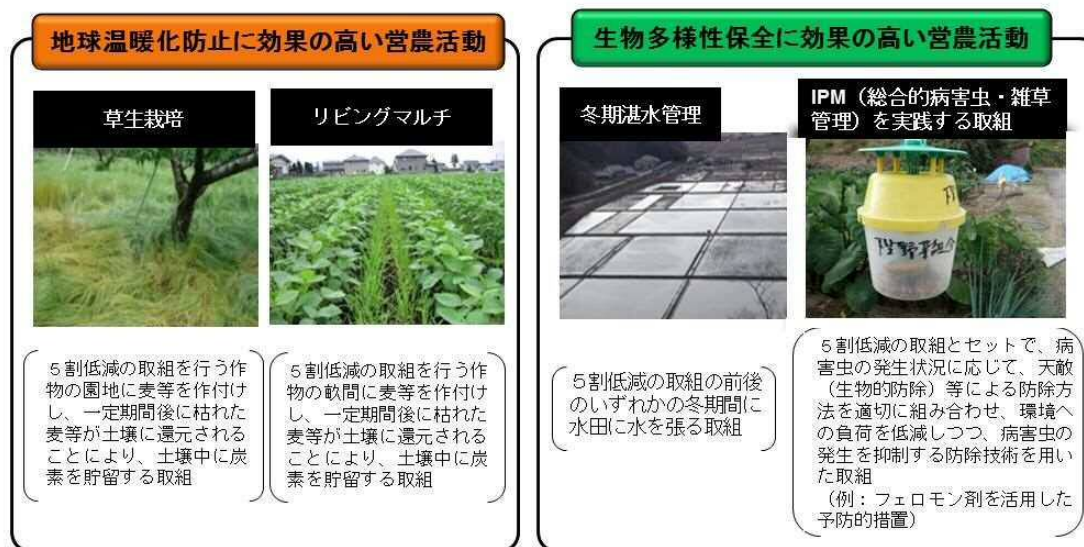 地球温暖化防止に効果の高い営農活動
草生栽培
５割低減の取組を行う作
物の園地に麦等を作付け
し、一定期間後に枯れた
麦等が土壌に還元される
ことにより、土壌中に炭
素を貯留する取組
リビングマルチ
５割低減の取組を行う作
物の畝間に麦等を作付け
し、一定期間後に枯れた
麦等が土壌に還元される
ことにより、土壌中に炭
素を貯留する取組
生物多様性保全に効果の高い営農活動
冬期湛水管理
５割低減の取組の前後
のいずれかの冬期間に
水田に水を張る取組
IPM（総合的病害虫・雑草
管理）を実践する取組
５割低減の取組とセットで、病
害虫の発生状況に応じて、天敵
（生物的防除）等による防除方
法を適切に組み合わせ、環境へ
の負荷を低減しつつ、病害虫の
発生を抑制する防除技術を用い
た取組
（例：フェロモン剤を活用した
予防的措置）